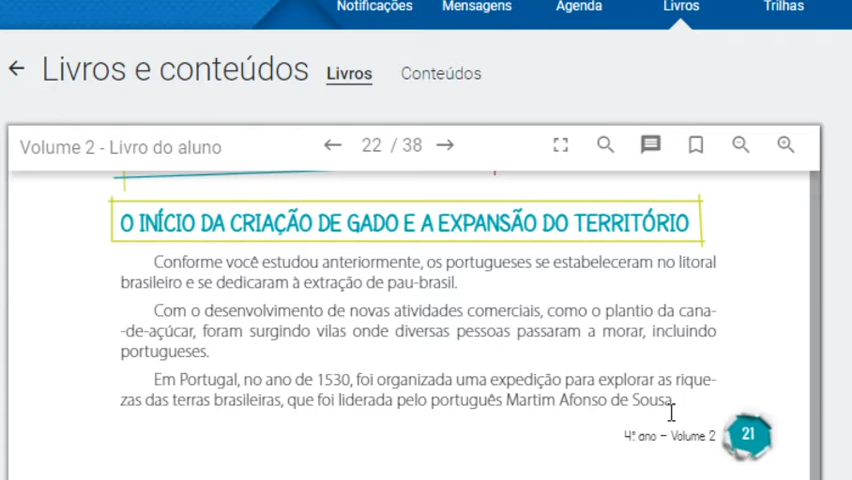 Notificações Mensagens Agenda Livros Trilhas
Livros e conteúdos Livros Conteúdos
Volume 2 - Livro do aluno 22 / 38
O INÍCIO DA CRIAÇÃO DE GADO E A EXPANSÃO DO TERRITÓRIO
Conforme você estudou anteriormente, os portugueses se estabeleceram no litoral
brasileiro e se dedicaram à extração de pau-brasil.
Com o desenvolvimento de novas atividades comerciais, como o plantio da cana-
-de-açúcar, foram surgindo vilas onde diversas pessoas passaram a morar, incluindo
portugueses.
Em Portugal, no ano de 1530, foi organizada uma expedição para explorar as rique-
zas das terras brasileiras, que foi liderada pelo português Martim Afonso de Sousa.
4º. ano – Volume 2 21